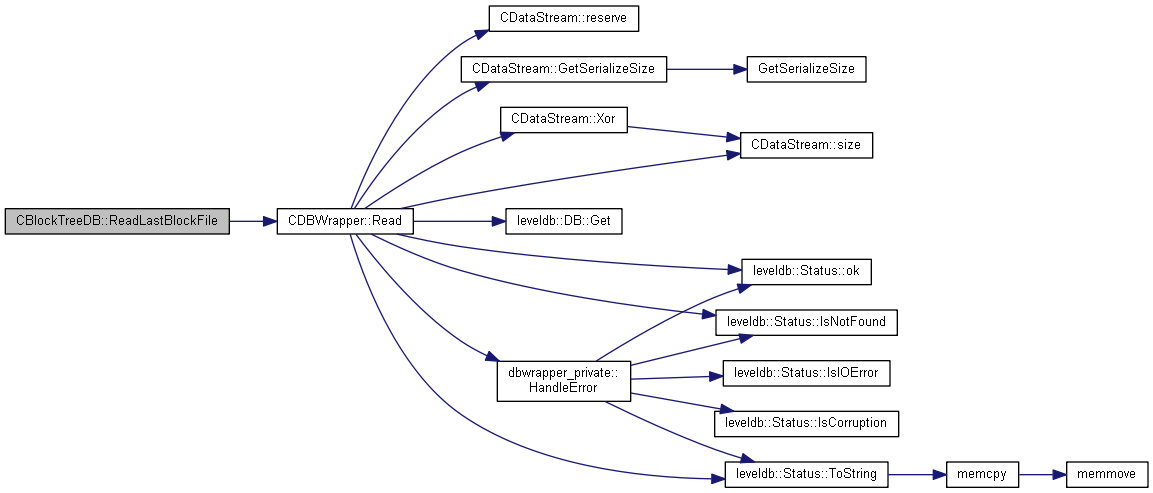 CDataStream::reserve
CDataStream::GetSerializeSize
GetSerializeSize
CDataStream::Xor
CDataStream::size
CBlockTreeDB::ReadLastBlockFile
CDBWrapper::Read
leveldb::DB::Get
leveldb::Status::ok
leveldb::Status::IsNotFound
dbwrapper_private::
HandleError
leveldb::Status::IsIOError
leveldb::Status::IsCorruption
leveldb::Status::ToString
memcpy
memmove